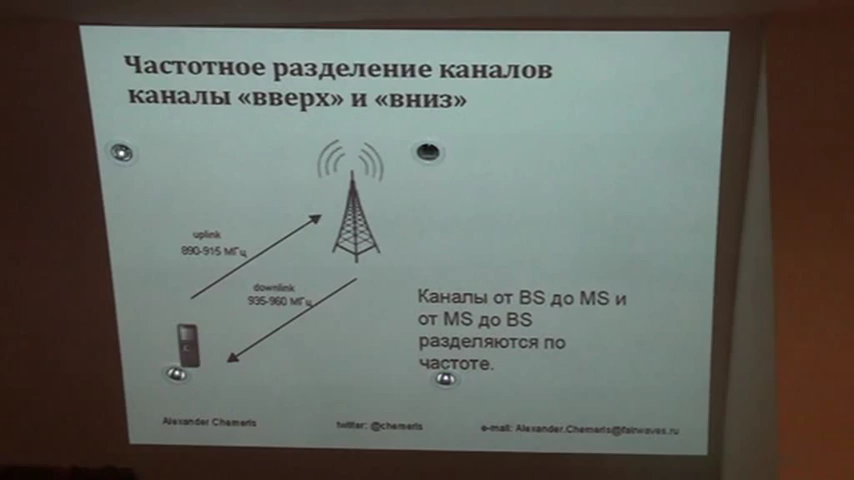 Частотное разделение каналов
каналы «вверх» и «вниз»
uplink
890-915 МГц
downlink
935-960 МГц
Каналы от BS до MS и
от MS до BS
разделяются по
частоте.
Alexander Chemeris
twitter: @chemeris
e-mail: Alexander.Chemeris@fairwaves.ru